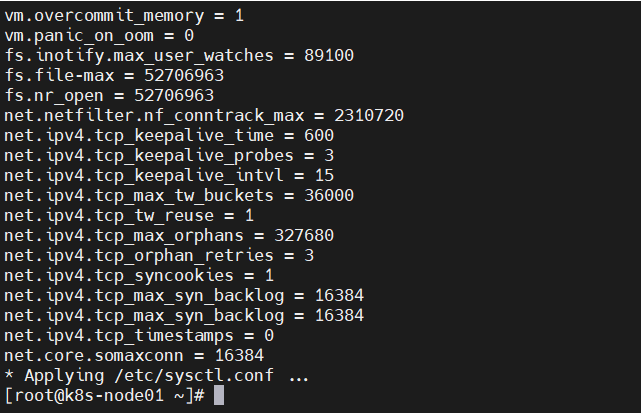 vm.overcommit_memory = 1
vm.panic_on_oom = 0
fs.inotify.max_user_watches = 89100
fs.file-max = 52706963
fs.nr_open = 52706963
net.netfilter.nf_conntrack_max = 2310720
net.ipv4.tcp_keepalive_time = 600
net.ipv4.tcp_keepalive_probes = 3
net.ipv4.tcp_keepalive_intvl = 15
net.ipv4.tcp_max_tw_buckets = 36000
net.ipv4.tcp_tw_reuse = 1
net.ipv4.tcp_max_orphans = 327680
net.ipv4.tcp_orphan_retries = 3
net.ipv4.tcp_syncookies = 1
net.ipv4.tcp_max_syn_backlog = 16384
net.ipv4.tcp_max_syn_backlog = 16384
net.ipv4.tcp_timestamps = 0
net.core.somaxconn = 16384
* Applying /etc/sysctl.conf ...
[root@k8s-node01 ~]#